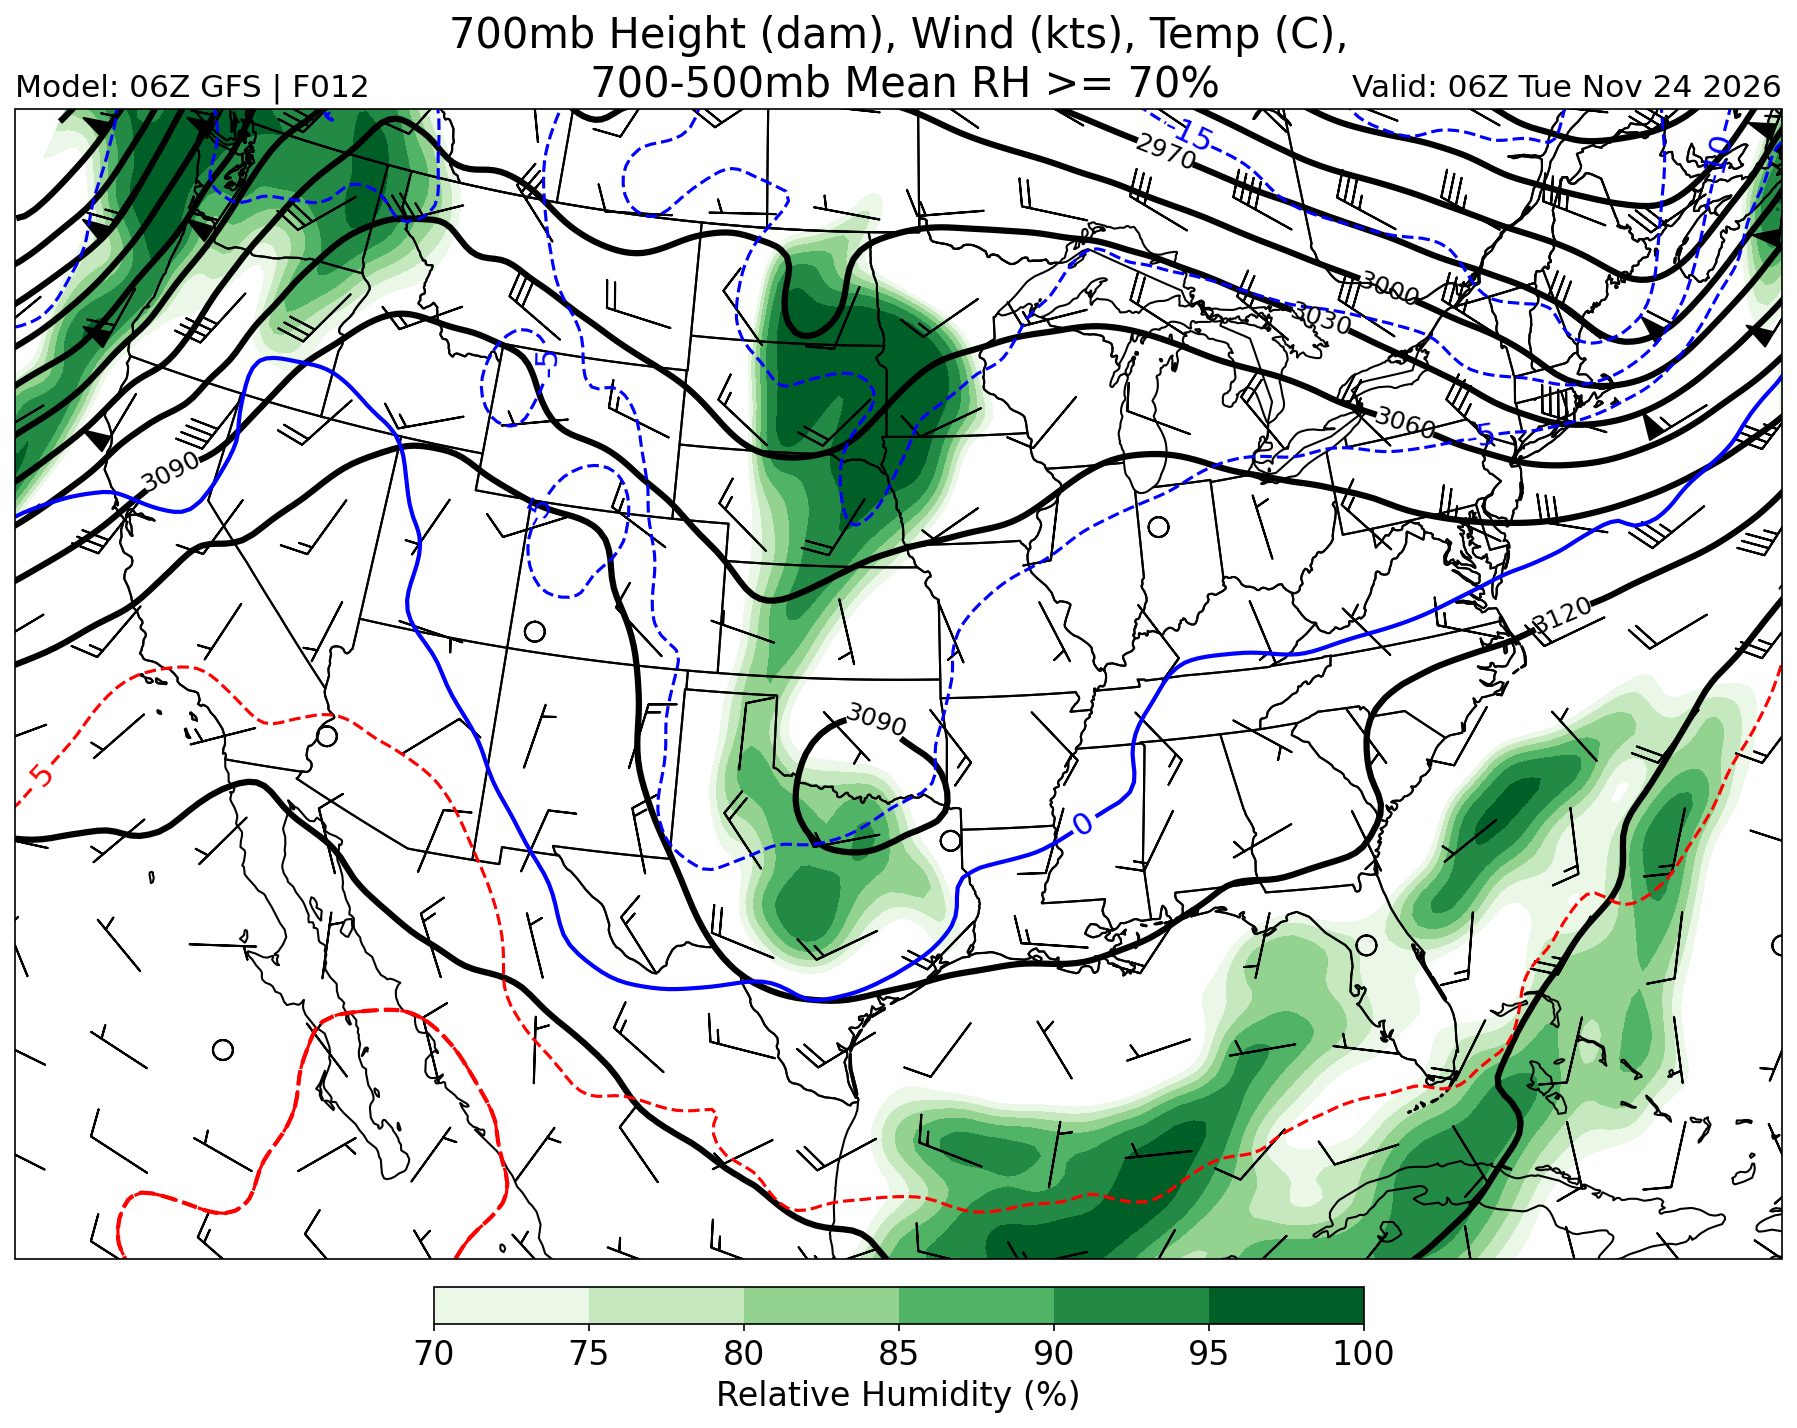 700mb Height (dam), Wind (kts), Temp (C),
700-500mb Mean RH >= 70%
Model: 06Z GFS | F012
Valid: 06Z Tue Nov 24 2026
-15
2970
10
3000
3030
-5
3060
-5
3090
-5
3120
3090
5
0
70 75 80 85 90 95 100
Relative Humidity (%)